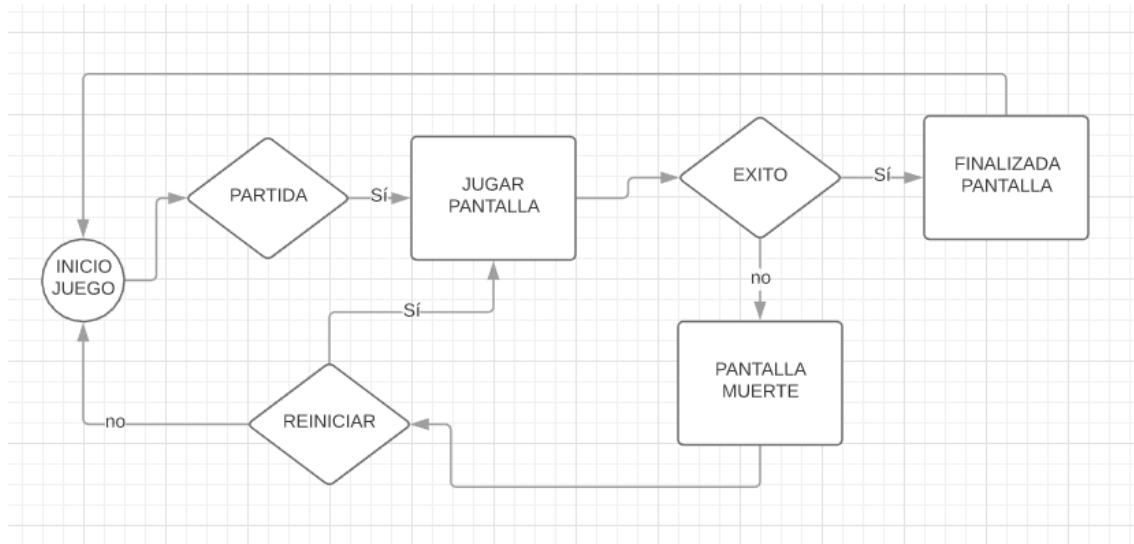 PARTIDA
Sí
JUGAR
PANTALLA
EXITO
Sí
FINALIZADA
PANTALLA
INICIO
JUEGO
no
Sí
PANTALLA
MUERTE
REINICIAR
no